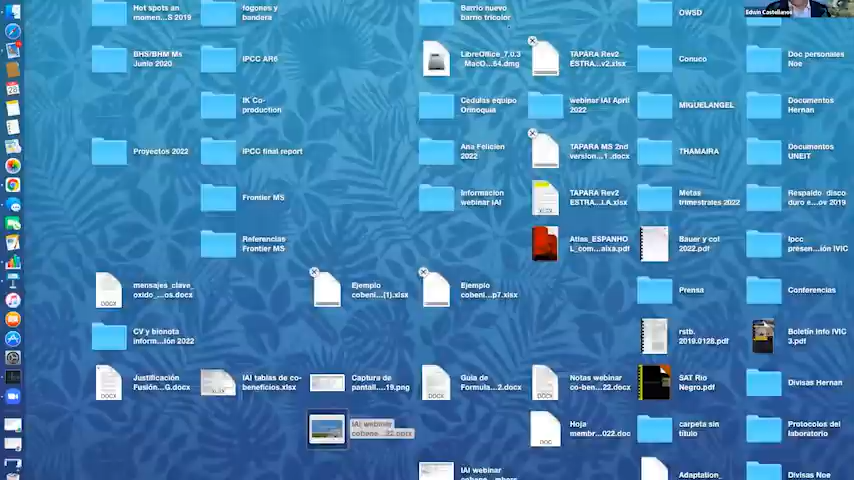 Hot spots an
momen...S 2019
fogones y
bandera
Barrio nuevo
barrio tricolor
OWSD
Edwin Castellanos
BHS/BHM Ms
Junio 2020
IPCC AR6
LibreOffice_7.0.3
_MacO...64.dmg
TAPARA Rev2
ESTRA...v2.xlsx
Conuco
Doc personales
Noe
IK Co-
production
Cedulas equipo
Orinoquia
webinar IAI April
2022
MIGUELANGEL
Documentos
Hernan
Proyectos 2022
IPCC final report
Ana Felicien
2022
TAPARA MS 2nd
version...1 .docx
THAMAIRA
Documentos
UNEIT
Frontier MS
Informacion
webinar IAI
XLSX
TAPARA Rev2
ESTRA...I.A.xlsx
Metas
trimestrales 2022
Respaldo disco
duro e...ov 2019
Referencias
Frontier MS
Atlas_ESPANHO
L_com...aixa.pdf
Bauer y col
2022.pdf
Ipcc
presen...ión IVIC
DOCX
mensajes_clave_
oxido_...os.docx
Ejemplo
cobeni...(1).xlsx
Ejemplo
cobeni...p7.xlsx
Prensa
Conferencias
CV y bionota
inform...ión 2022
rstb.
2019.0128.pdf
Boletín info IVIC
3.pdf
DOCX
Justificación
Fusión...G.docx
IAI tablas de co-
beneficios.xlsx
Captura de
pantall....19.png
DOCX
Guia de
Formula...2.docx
DOCX
Notas webinar
co-ben...22.docx
SAT Rio
Negro.pdf
Divisas Hernan
IAI webinar
cobene...22.pptx
DOC
Hoja
membr...022.doc
carpeta sin
título
Protocolos del
laboratorio
IAI webinar
Adaptation_
Divisas Noe